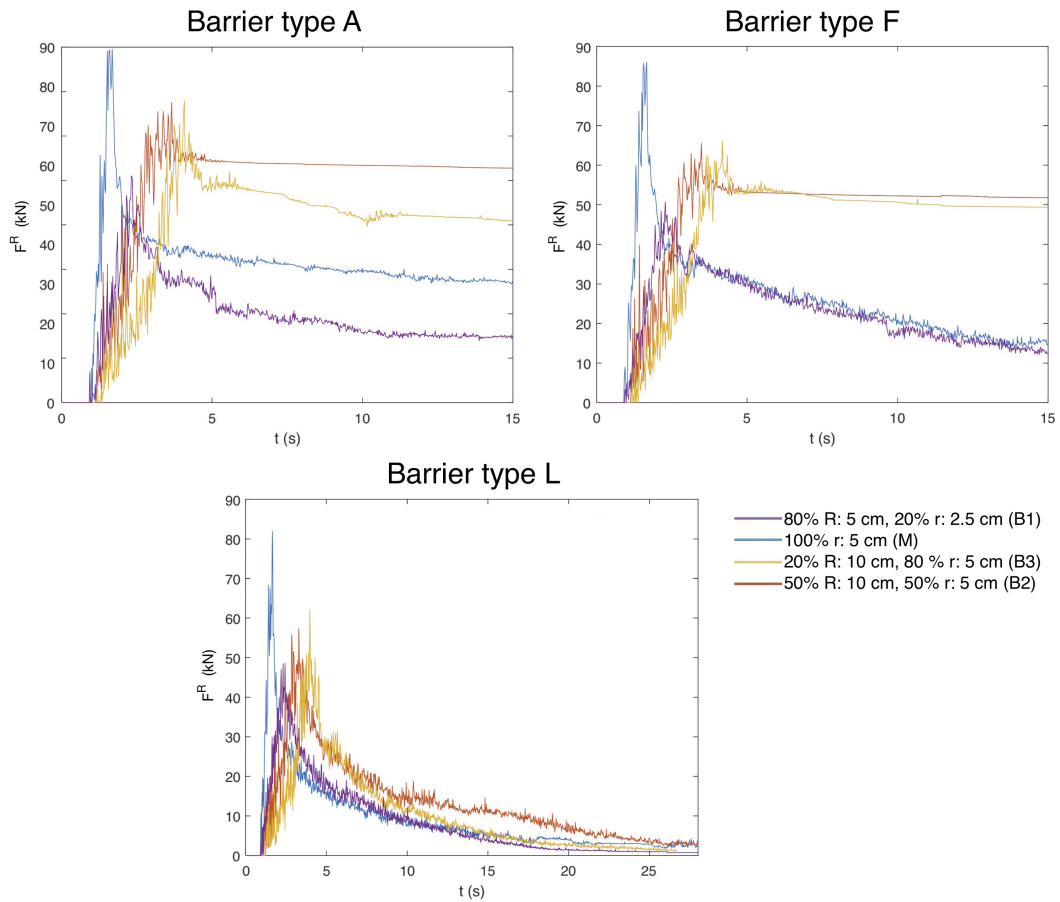 Barrier type A
90
80
70
60
50
40
30
20
10
0
F^R (kN)
0 5 10 15
t (s)
Barrier type F
90
80
70
60
50
40
30
20
10
0
F^R (kN)
0 5 10 15
t (s)
Barrier type L
90
80
70
60
50
40
30
20
10
0
F^R (kN)
0 5 10 15 20 25
t (s)
80% R: 5 cm, 20% r: 2.5 cm (B1)
100% r: 5 cm (M)
20% R: 10 cm, 80 % r: 5 cm (B3)
50% R: 10 cm, 50% r: 5 cm (B2)